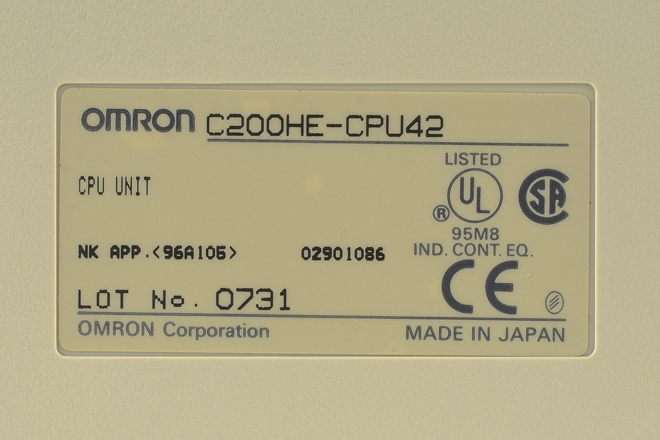 OMRON C200HE-CPU42
LISTED
CPU UNIT
UL
®
SA
95M8
NK APP.<96A105> 02901086
IND. CONT. EQ.
CE
LOT No. 0731
OMRON Corporation MADE IN JAPAN